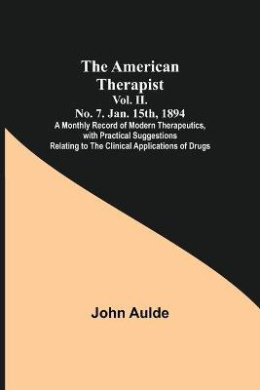 The American
Therapist
Vol. II.
No. 7. Jan. 15th, 1894
A Monthly Record of Modern Therapeutics,
with Practical Suggestions
Relating to The Clinical Applications of Drugs
John Aulde